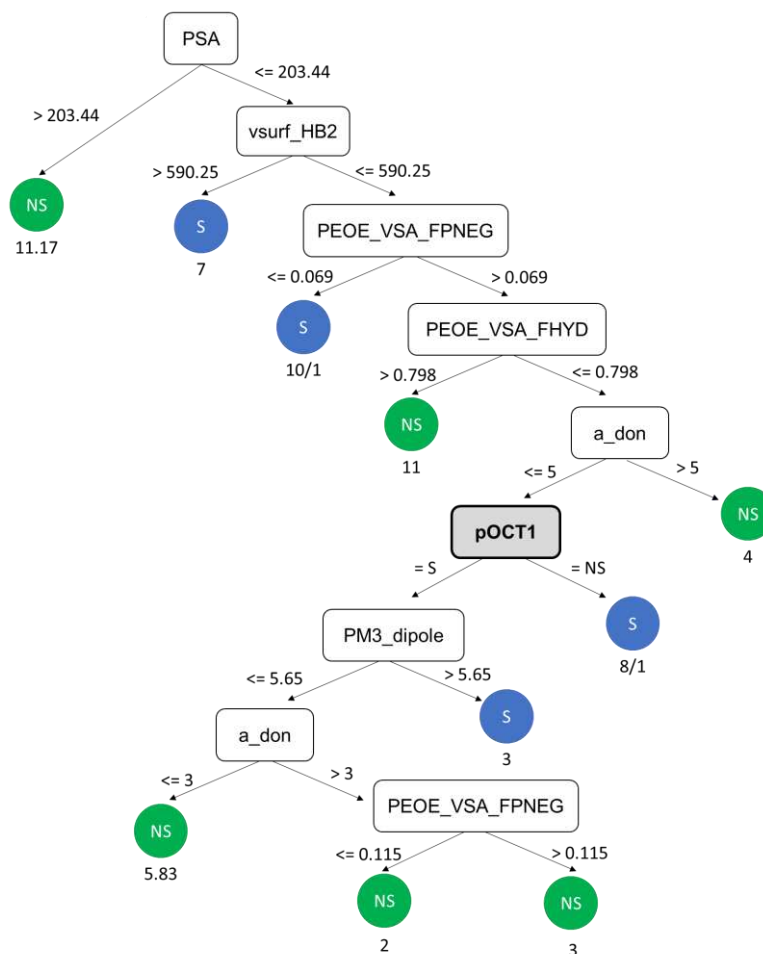 PSA
<= 203.44
> 203.44
vsurf_HB2
> 590.25
<= 590.25
NS
S
PEOE_VSA_FPNEG
11.17
7
<= 0.069
> 0.069
S
PEOE_VSA_FHYD
10/1
> 0.798
<= 0.798
NS
a_don
11
<= 5
> 5
pOCT1
NS
4
= S
= NS
PM3_dipole
S
8/1
<= 5.65
> 5.65
a_don
S
3
<= 3
> 3
PEOE_VSA_FPNEG
NS
<= 0.115
> 0.115
5.83
NS
NS
2
3